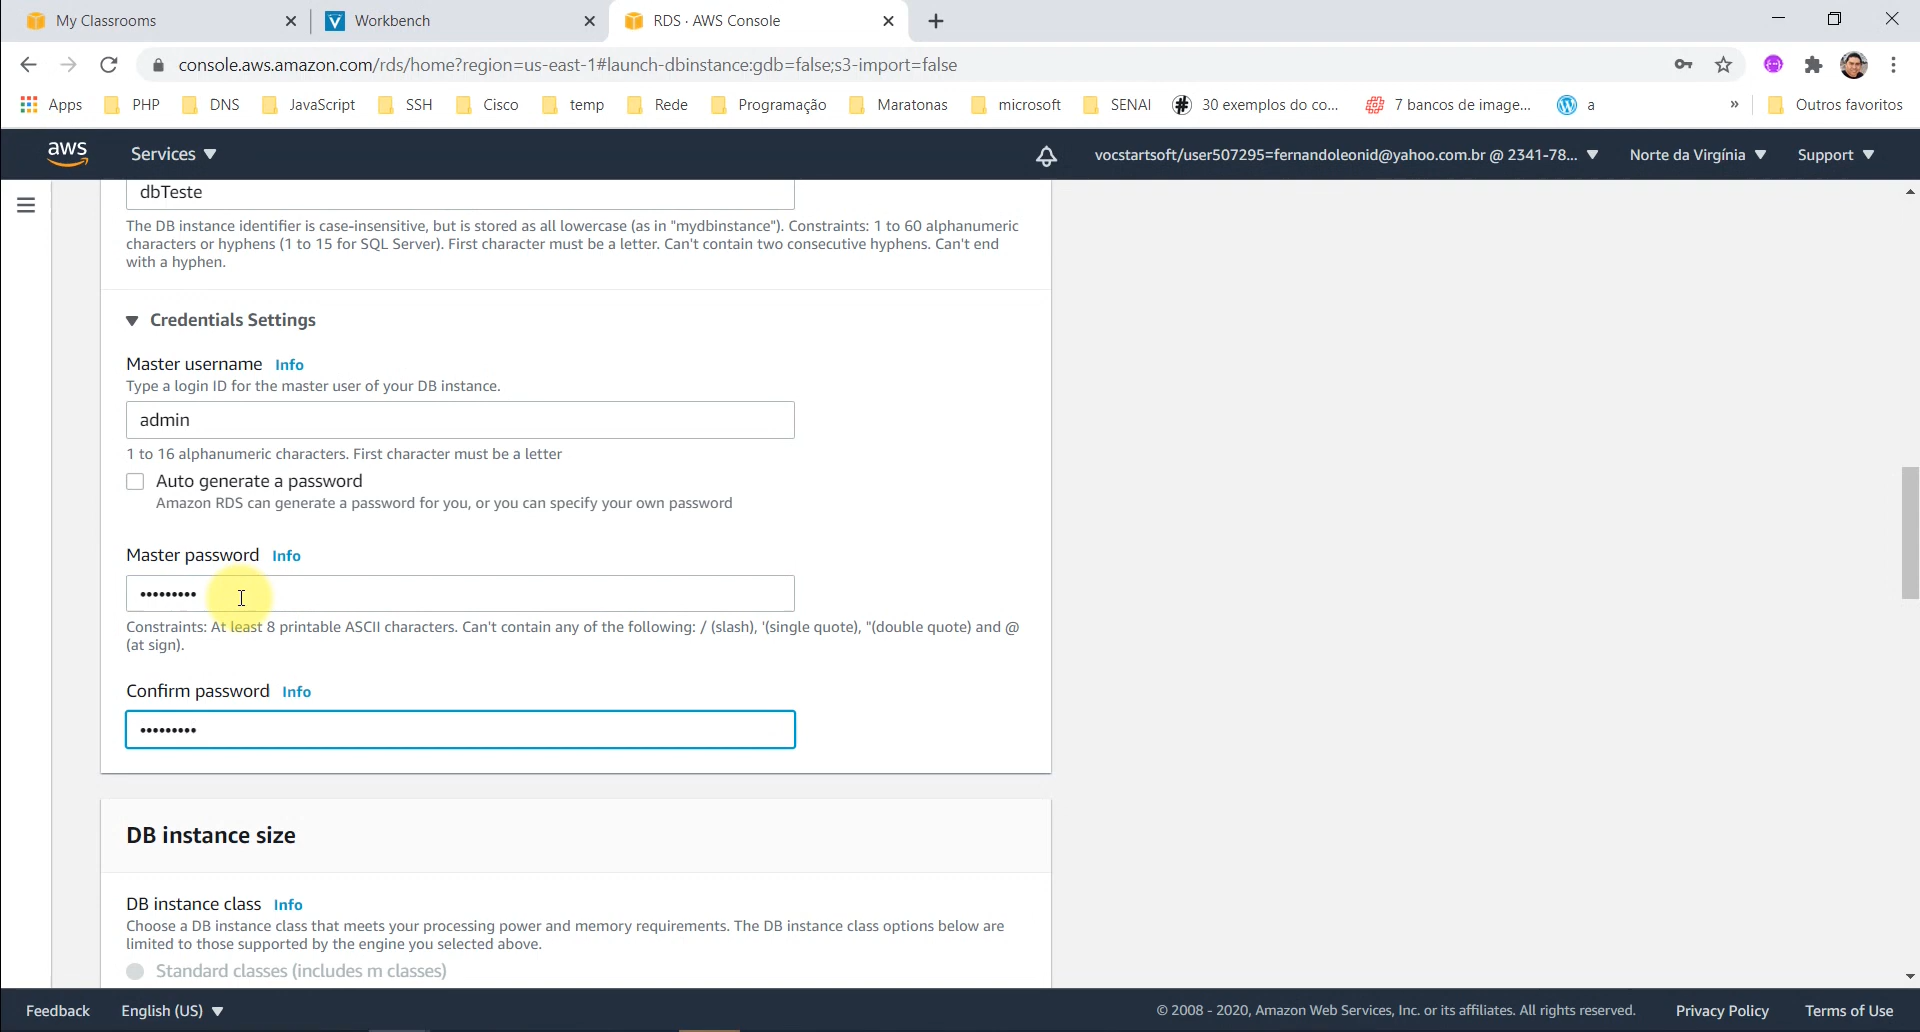 My Classrooms
Workbench
RDS · AWS Console
console.aws.amazon.com/rds/home?region=us-east-1#launch-dbinstance:gdb=false;s3-import=false
Apps
PHP
DNS
JavaScript
SSH
Cisco
temp
Rede
Programação
Maratonas
microsoft
SENAI
30 exemplos do co...
7 bancos de image...
a
»
Outros favoritos
aws
Services
vocstartsoft/user507295=fernandoleonid@yahoo.com.br @ 2341-78...
Norte da Virgínia
Support
dbTeste
The DB instance identifier is case-insensitive, but is stored as all lowercase (as in "mydbinstance"). Constraints: 1 to 60 alphanumeric
characters or hyphens (1 to 15 for SQL Server). First character must be a letter. Can't contain two consecutive hyphens. Can't end
with a hyphen.
Credentials Settings
Master username Info
Type a login ID for the master user of your DB instance.
admin
1 to 16 alphanumeric characters. First character must be a letter
Auto generate a password
Amazon RDS can generate a password for you, or you can specify your own password
Master password Info
•••••••••
Constraints: At least 8 printable ASCII characters. Can't contain any of the following: / (slash), '(single quote), "(double quote) and @
(at sign).
Confirm password Info
•••••••••
DB instance size
DB instance class Info
Choose a DB instance class that meets your processing power and memory requirements. The DB instance class options below are
limited to those supported by the engine you selected above.
Standard classes (includes m classes)
Feedback
English (US)
© 2008 - 2020, Amazon Web Services, Inc. or its affiliates. All rights reserved.
Privacy Policy
Terms of Use